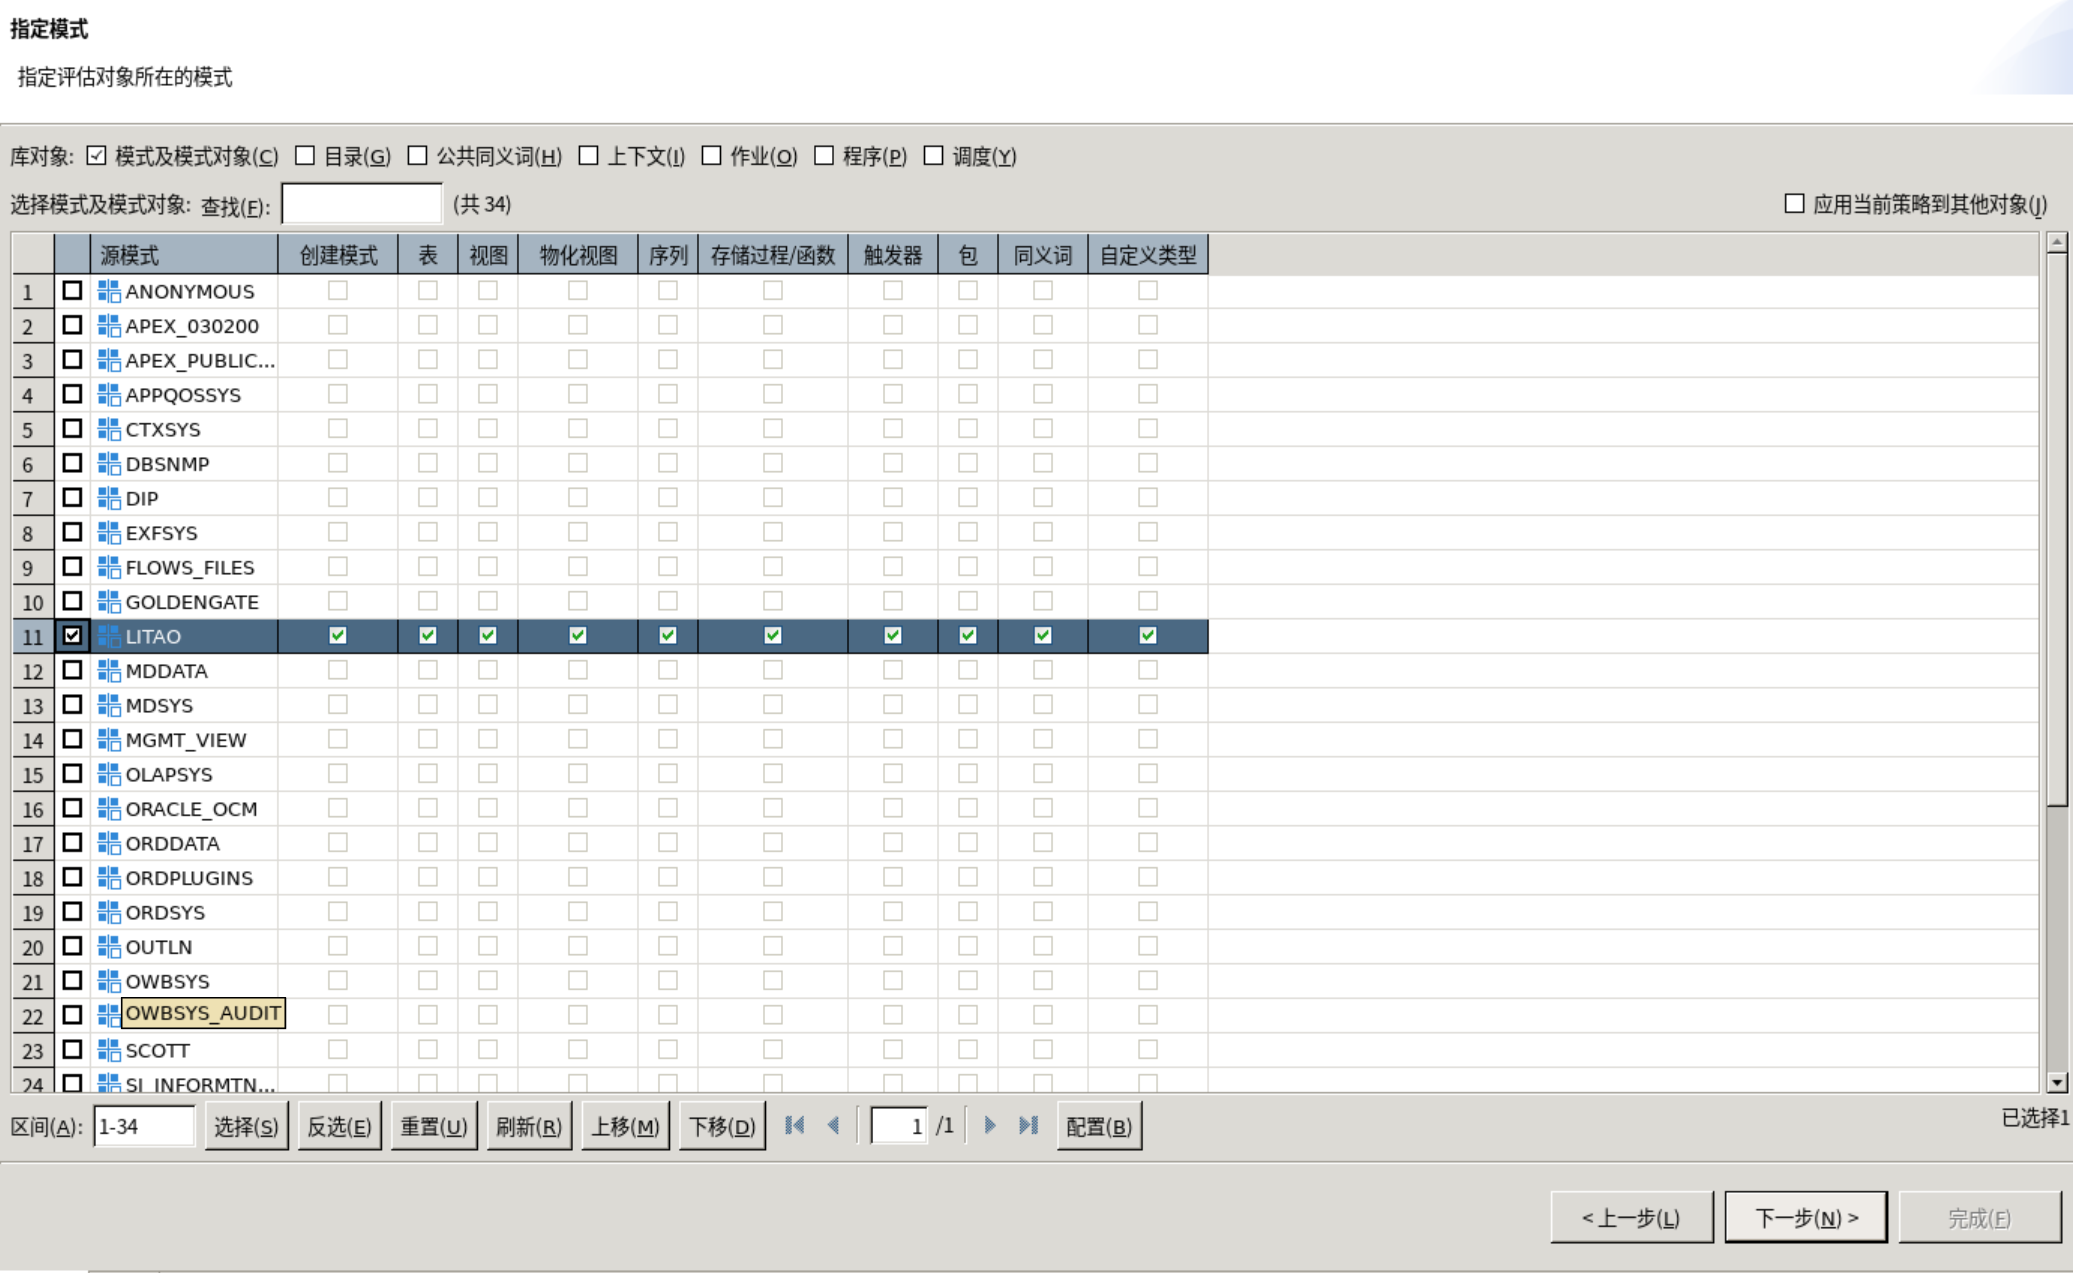 指定模式
指定评估对象所在的模式
库对象: 模式及模式对象(C) 目录(G) 公共同义词(H) 上下文(I) 作业(O) 程序(P) 调度(Y)
选择模式及模式对象: 查找(F): (共 34) 应用当前策略到其他对象(J)
源模式 创建模式 表 视图 物化视图 序列 存储过程/函数 触发器 包 同义词 自定义类型
1 ANONYMOUS
2 APEX_030200
3 APEX_PUBLIC...
4 APPQOSSYS
5 CTXSYS
6 DBSNMP
7 DIP
8 EXFSYS
9 FLOWS_FILES
10 GOLDENGATE
11 LITAO
12 MDDATA
13 MDSYS
14 MGMT_VIEW
15 OLAPSYS
16 ORACLE_OCM
17 ORDDATA
18 ORDPLUGINS
19 ORDSYS
20 OUTLN
21 OWBSYS
22 OWBSYS_AUDIT
23 SCOTT
24 SI_INFORMTN...
区间(A): 1-34 选择(S) 反选(E) 重置(U) 刷新(R) 上移(M) 下移(D) 1 /1 配置(B) 已选择1
< 上一步(L) 下一步(N) > 完成(F)